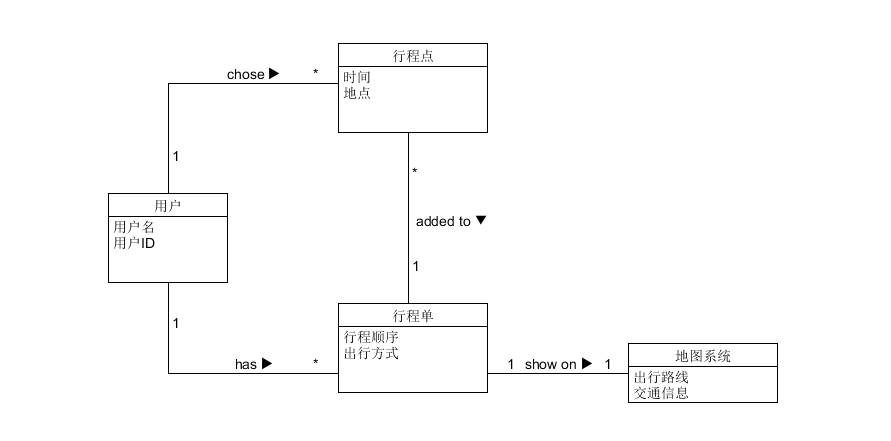 行程点
时间
地点
chose ▶ *
1
*
用户
用户名
用户ID
added to ▼
1
行程单
行程顺序
出行方式
1
has ▶ *
1 show on ▶ 1
地图系统
出行路线
交通信息